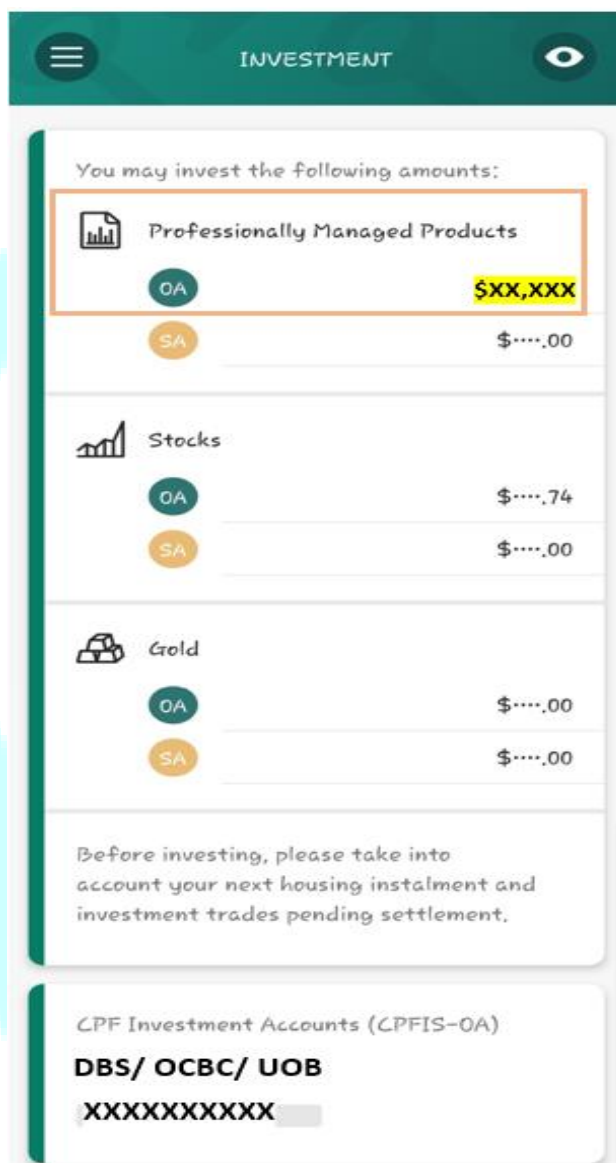 INVESTMENT
You may invest the following amounts:
Professionally Managed Products
OA $XX,XXX
SA $····.00
Stocks
OA $····.74
SA $····.00
Gold
OA $····.00
SA $····.00
Before investing, please take into
account your next housing instalment and
investment trades pending settlement.
CPF Investment Accounts (CPFIS-OA)
DBS/ OCBC/ UOB
XXXXXXXXXX